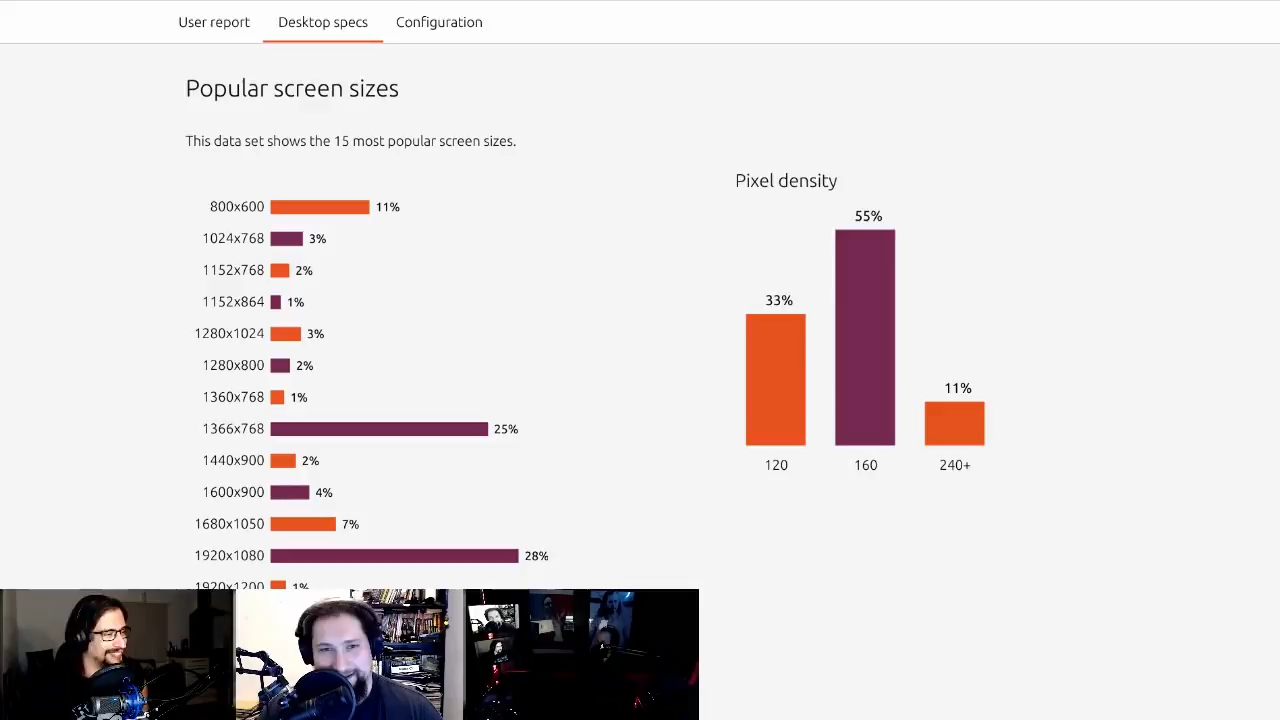 User report Desktop specs Configuration
Popular screen sizes
This data set shows the 15 most popular screen sizes.
800x600 11%
1024x768 3%
1152x768 2%
1152x864 1%
1280x1024 3%
1280x800 2%
1360x768 1%
1366x768 25%
1440x900 2%
1600x900 4%
1680x1050 7%
1920x1080 28%
1920x1200 1%
Pixel density
55%
33%
11%
120 160 240+